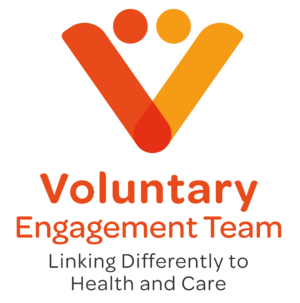 Voluntary
Engagement Team
Linking Differently to
Health and Care